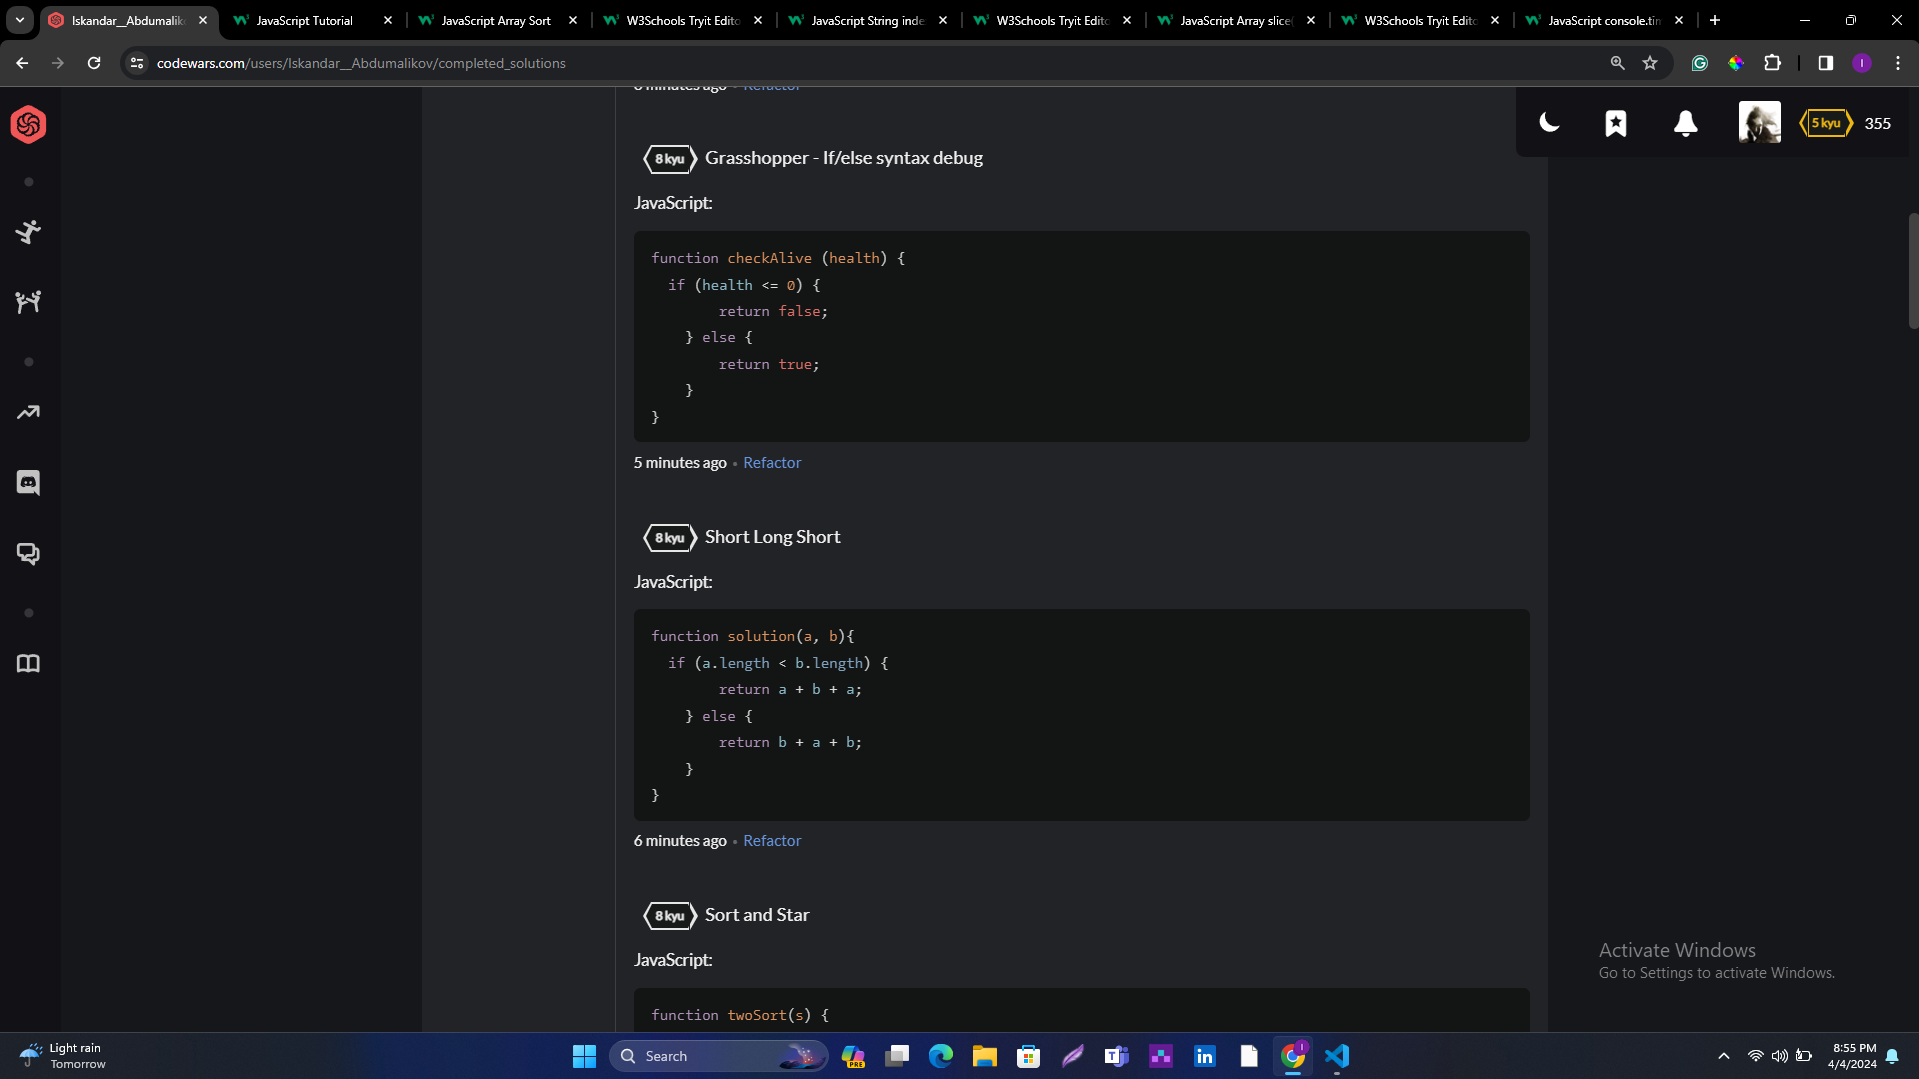 Iskandar__Abdumalik
JavaScript Tutorial
JavaScript Array Sort
W3Schools Tryit Edito
JavaScript String inde
W3Schools Tryit Edito
JavaScript Array slice(
W3Schools Tryit Edito
JavaScript console.tim
codewars.com/users/Iskandar__Abdumalikov/completed_solutions
I
minutes ago • Refactor
5 kyu
355
8 kyu
Grasshopper - If/else syntax debug
JavaScript:
function checkAlive (health) {
if (health <= 0) {
return false;
} else {
return true;
}
}
5 minutes ago • Refactor
8 kyu
Short Long Short
JavaScript:
function solution(a, b){
if (a.length < b.length) {
return a + b + a;
} else {
return b + a + b;
}
}
6 minutes ago • Refactor
8 kyu
Sort and Star
JavaScript:
function twoSort(s) {
Activate Windows
Go to Settings to activate Windows.
Light rain
Tomorrow
Search
PRE
T
in
I
8:55 PM
4/4/2024